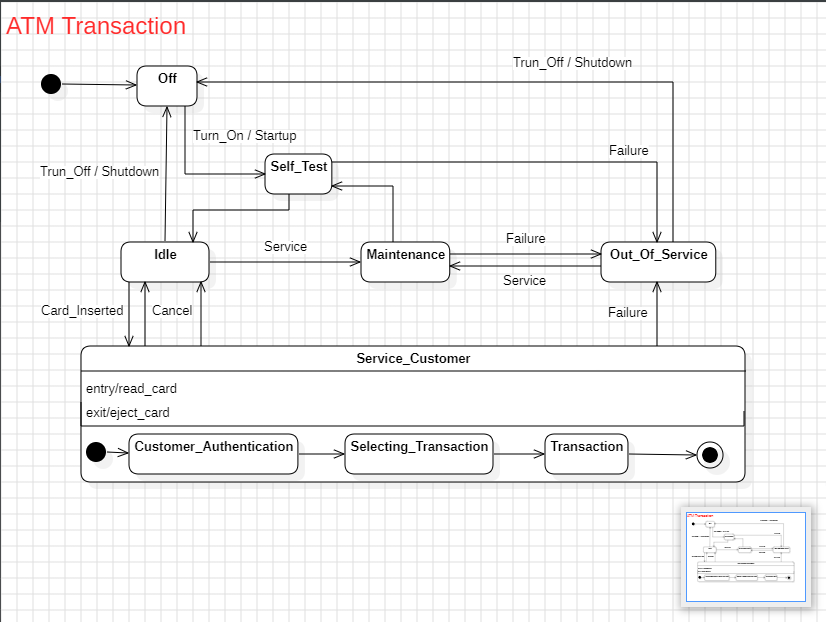 ATM Transaction
Trun_Off / Shutdown
Off
Turn_On / Startup
Failure
Self_Test
Trun_Off / Shutdown
Service
Failure
Idle
Maintenance
Out_Of_Service
Service
Card_Inserted
Cancel
Failure
Service_Customer
entry/read_card
exit/eject_card
Customer_Authentication
Selecting_Transaction
Transaction